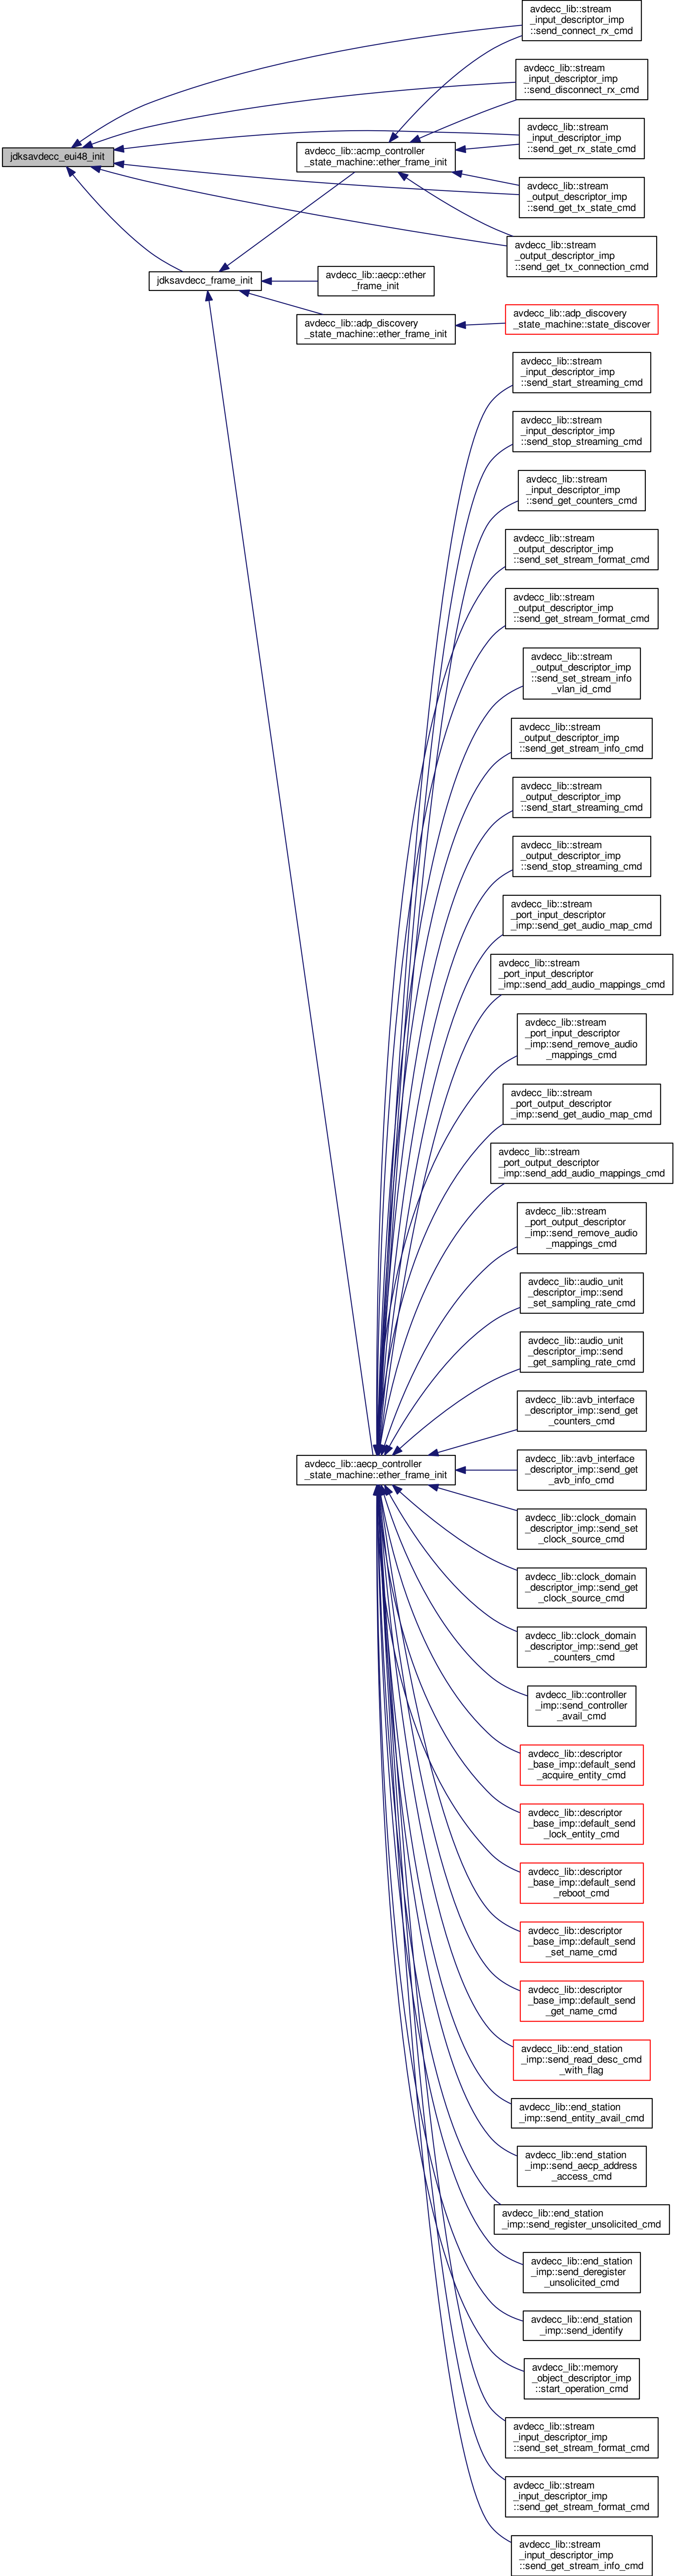 avdecc_lib::stream
_input_descriptor_imp
::send_connect_rx_cmd
avdecc_lib::stream
_input_descriptor_imp
::send_disconnect_rx_cmd
avdecc_lib::stream
_input_descriptor_imp
::send_get_rx_state_cmd
jdksavdecc_eui48_init
avdecc_lib::acmp_controller
_state_machine::ether_frame_init
avdecc_lib::stream
_output_descriptor_imp
::send_get_tx_state_cmd
avdecc_lib::stream
_output_descriptor_imp
::send_get_tx_connection_cmd
jdksavdecc_frame_init
avdecc_lib::aecp::ether
_frame_init
avdecc_lib::adp_discovery
_state_machine::ether_frame_init
avdecc_lib::adp_discovery
_state_machine::state_discover
avdecc_lib::stream
_input_descriptor_imp
::send_start_streaming_cmd
avdecc_lib::stream
_input_descriptor_imp
::send_stop_streaming_cmd
avdecc_lib::stream
_input_descriptor_imp
::send_get_counters_cmd
avdecc_lib::stream
_output_descriptor_imp
::send_set_stream_format_cmd
avdecc_lib::stream
_output_descriptor_imp
::send_get_stream_format_cmd
avdecc_lib::stream
_output_descriptor_imp
::send_set_stream_info
_vlan_id_cmd
avdecc_lib::stream
_output_descriptor_imp
::send_get_stream_info_cmd
avdecc_lib::stream
_output_descriptor_imp
::send_start_streaming_cmd
avdecc_lib::stream
_output_descriptor_imp
::send_stop_streaming_cmd
avdecc_lib::stream
_port_input_descriptor
_imp::send_get_audio_map_cmd
avdecc_lib::stream
_port_input_descriptor
_imp::send_add_audio_mappings_cmd
avdecc_lib::stream
_port_input_descriptor
_imp::send_remove_audio
_mappings_cmd
avdecc_lib::stream
_port_output_descriptor
_imp::send_get_audio_map_cmd
avdecc_lib::stream
_port_output_descriptor
_imp::send_add_audio_mappings_cmd
avdecc_lib::stream
_port_output_descriptor
_imp::send_remove_audio
_mappings_cmd
avdecc_lib::audio_unit
_descriptor_imp::send
_set_sampling_rate_cmd
avdecc_lib::audio_unit
_descriptor_imp::send
_get_sampling_rate_cmd
avdecc_lib::avb_interface
_descriptor_imp::send_get
_counters_cmd
avdecc_lib::aecp_controller
_state_machine::ether_frame_init
avdecc_lib::avb_interface
_descriptor_imp::send_get
_avb_info_cmd
avdecc_lib::clock_domain
_descriptor_imp::send_set
_clock_source_cmd
avdecc_lib::clock_domain
_descriptor_imp::send_get
_clock_source_cmd
avdecc_lib::clock_domain
_descriptor_imp::send_get
_counters_cmd
avdecc_lib::controller
_imp::send_controller
_avail_cmd
avdecc_lib::descriptor
_base_imp::default_send
_acquire_entity_cmd
avdecc_lib::descriptor
_base_imp::default_send
_lock_entity_cmd
avdecc_lib::descriptor
_base_imp::default_send
_reboot_cmd
avdecc_lib::descriptor
_base_imp::default_send
_set_name_cmd
avdecc_lib::descriptor
_base_imp::default_send
_get_name_cmd
avdecc_lib::end_station
_imp::send_read_desc_cmd
_with_flag
avdecc_lib::end_station
_imp::send_entity_avail_cmd
avdecc_lib::end_station
_imp::send_aecp_address
_access_cmd
avdecc_lib::end_station
_imp::send_register_unsolicited_cmd
avdecc_lib::end_station
_imp::send_deregister
_unsolicited_cmd
avdecc_lib::end_station
_imp::send_identify
avdecc_lib::memory
_object_descriptor_imp
::start_operation_cmd
avdecc_lib::stream
_input_descriptor_imp
::send_set_stream_format_cmd
avdecc_lib::stream
_input_descriptor_imp
::send_get_stream_format_cmd
avdecc_lib::stream
_input_descriptor_imp
::send_get_stream_info_cmd